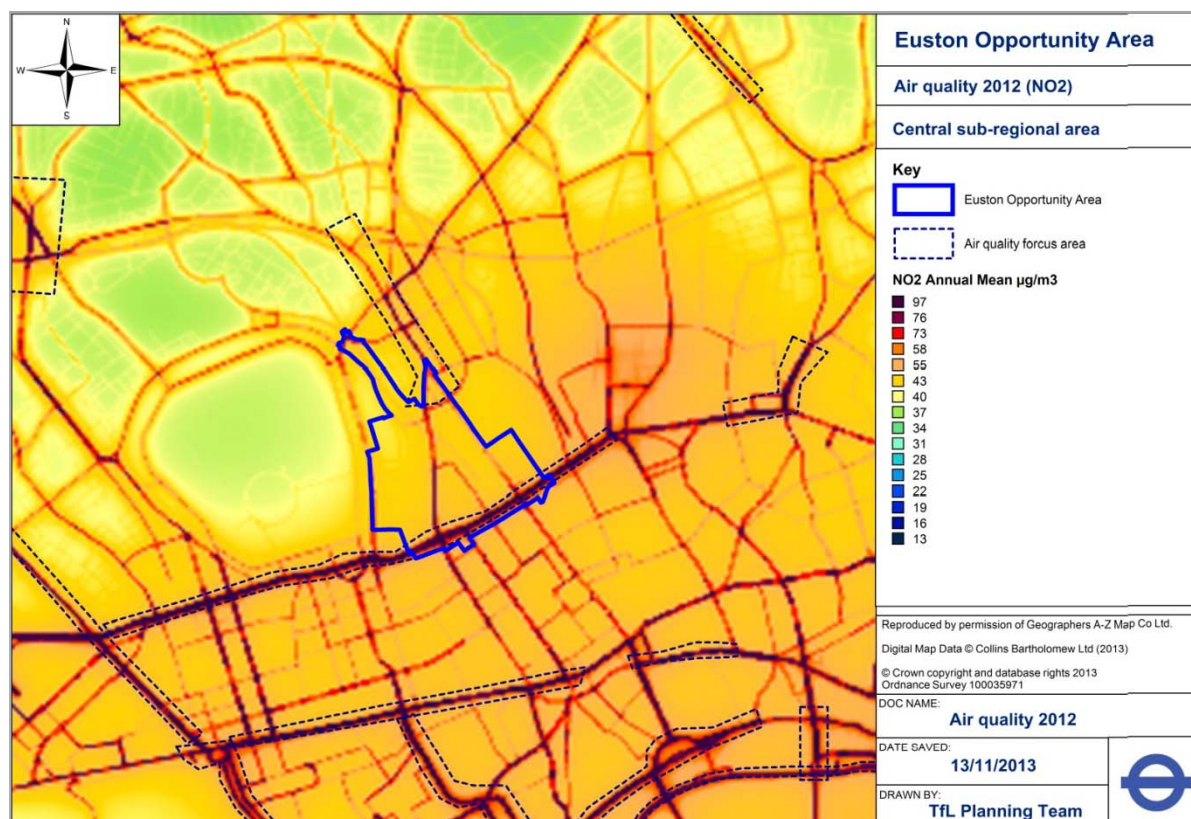 N
W
E
S
Euston Opportunity Area
Air quality 2012 (NO2)
Central sub-regional area
Key
Euston Opportunity Area
Air quality forcus area
NO2 Annual Mean µg/m3
97
76
73
58
55
43
40
37
34
31
28
25
22
19
16
13
Reproduced by permission of Geographers A-Z Map Co Ltd.
Digital Map Data © Collins Bartholomew Ltd (2013)
© Crown copyright and database rights 2013
Ordnance Survey 100035971
DOC NAME:
Air quality 2012
DATE SAVED:
13/11/2013
DRAWN BY:
TfL Planning Team